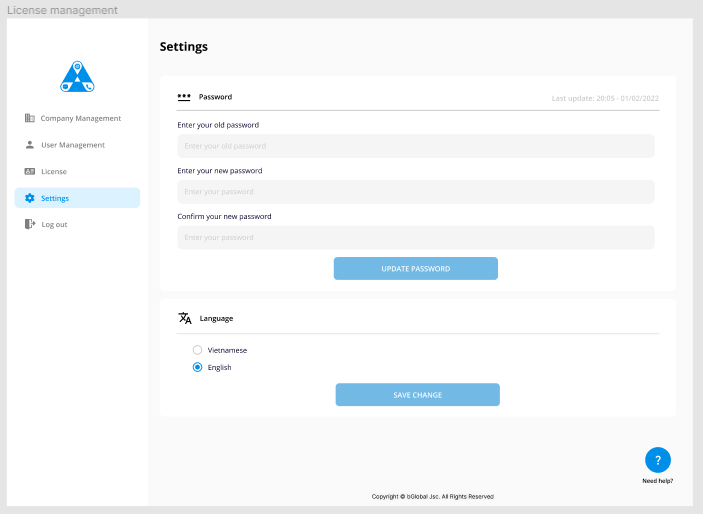 License management
Settings
Company Management
User Management
License
Settings
Log out
Password
Last update: 20:05 - 01/02/2022
Enter your old password
Enter your old password
Enter your new password
Enter your password
Confirm your new password
Enter your password
UPDATE PASSWORD
Language
Vietnamese
English
SAVE CHANGE
?
Need help?
Copyright © bGlobal Jsc. All Rights Reserved